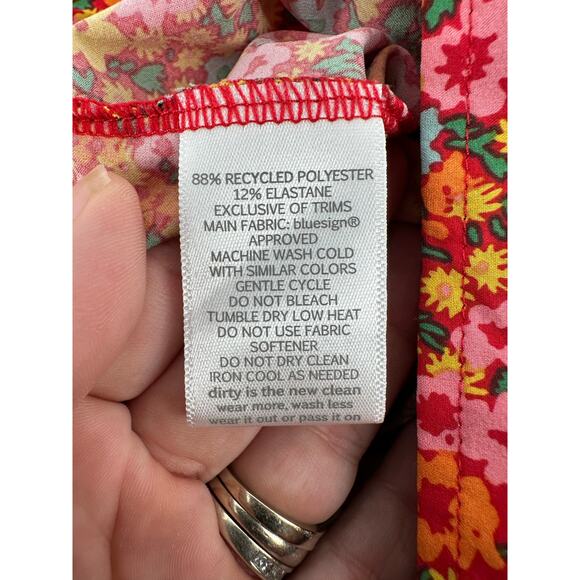 88% RECYCLED POLYESTER
12% ELASTANE
EXCLUSIVE OF TRIMS
MAIN FABRIC: bluesign®
APPROVED
MACHINE WASH COLD
WITH SIMILAR COLORS
GENTLE CYCLE
DO NOT BLEACH
TUMBLE DRY LOW HEAT
DO NOT USE FABRIC
SOFTENER
DO NOT DRY CLEAN
IRON COOL AS NEEDED
dirty is the new clean
wear more, wash less
wear it out or pass it on